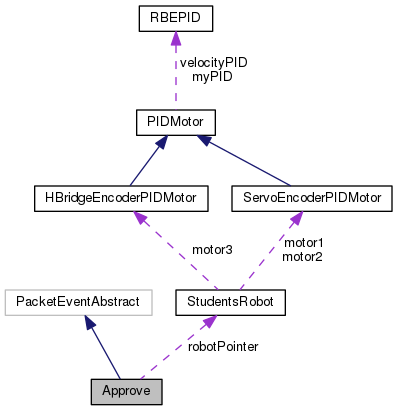 RBEPID
velocityPID
myPID
PIDMotor
HBridgeEncoderPIDMotor
ServoEncoderPIDMotor
motor3
motor1
motor2
PacketEventAbstract
StudentsRobot
robotPointer
Approve